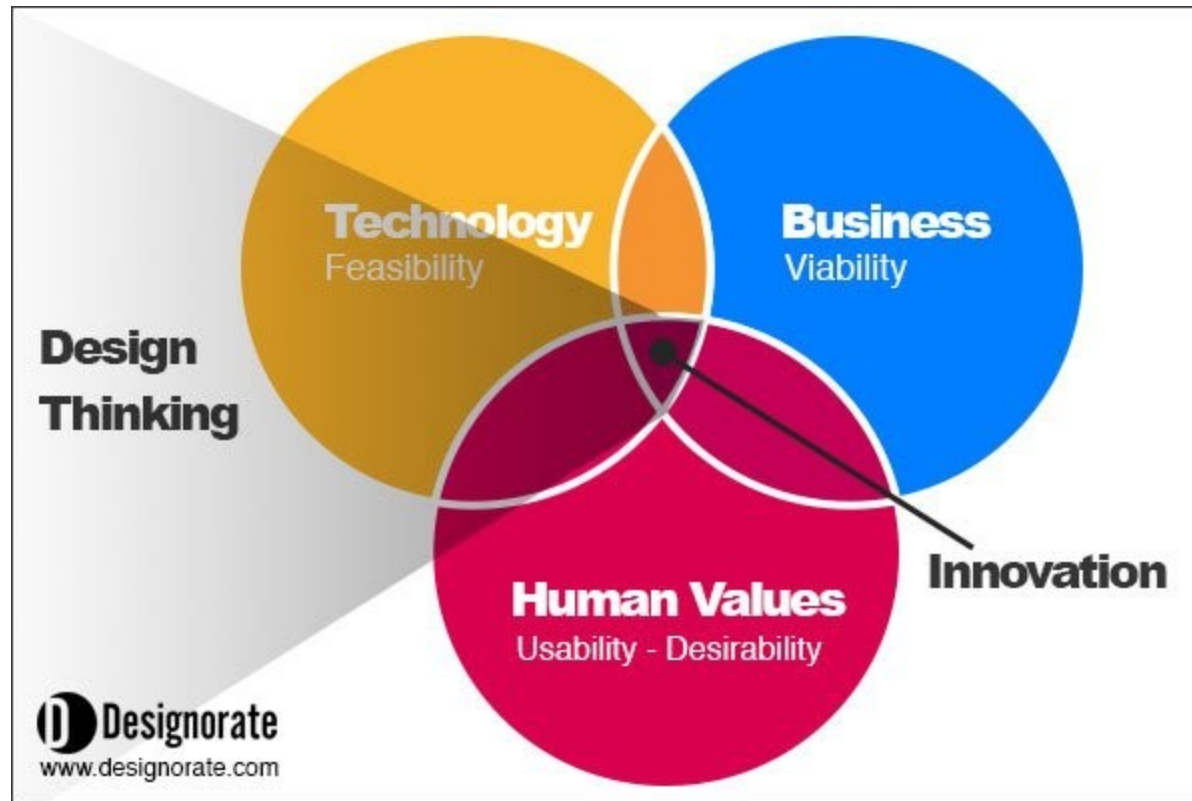 Technology
Feasibility
Business
Viability
Design
Thinking
Innovation
Human Values
Usability - Desirability
D Designorate
www.designorate.com